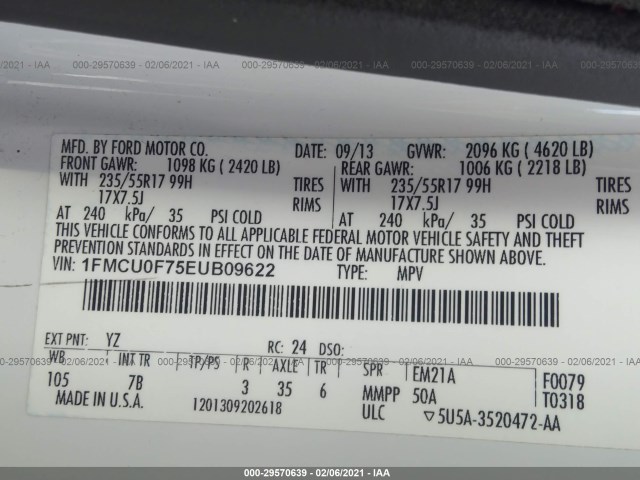 000-29570639 - 02/06/2021 - IAA
MFD. BY FORD MOTOR CO. DATE: 09/13 GVWR: 2096 KG ( 4620 LB)
FRONT GAWR: 1098 KG ( 2420 LB) REAR GAWR: 1006 KG ( 2218 LB)
WITH 235/55R17 99H TIRES WITH 235/55R17 99H TIRES
17X7.5J RIMS 17X7.5J RIMS
AT 240 kPa/ 35 PSI COLD AT 240 kPa/ 35 PSI COLD
THIS VEHICLE CONFORMS TO ALL APPLICABLE FEDERAL MOTOR VEHICLE SAFETY AND THEFT
PREVENTION STANDARDS IN EFFECT ON THE DATE OF MANUFACTURE SHOWN ABOVE.
VIN: 1FMCU0F75EUB09622 TYPE: MPV
EXT PNT: YZ RC: 24 DSO:
WB INT TR TP/PS R AXLE TR SPR EM21A F0079
105 7B 3 35 6 MMPP 50A T0318
MADE IN U.S.A. 1201309202618 ULC ▽5U5A-3520472-AA
000-29570639 - 02/06/2021 - IAA